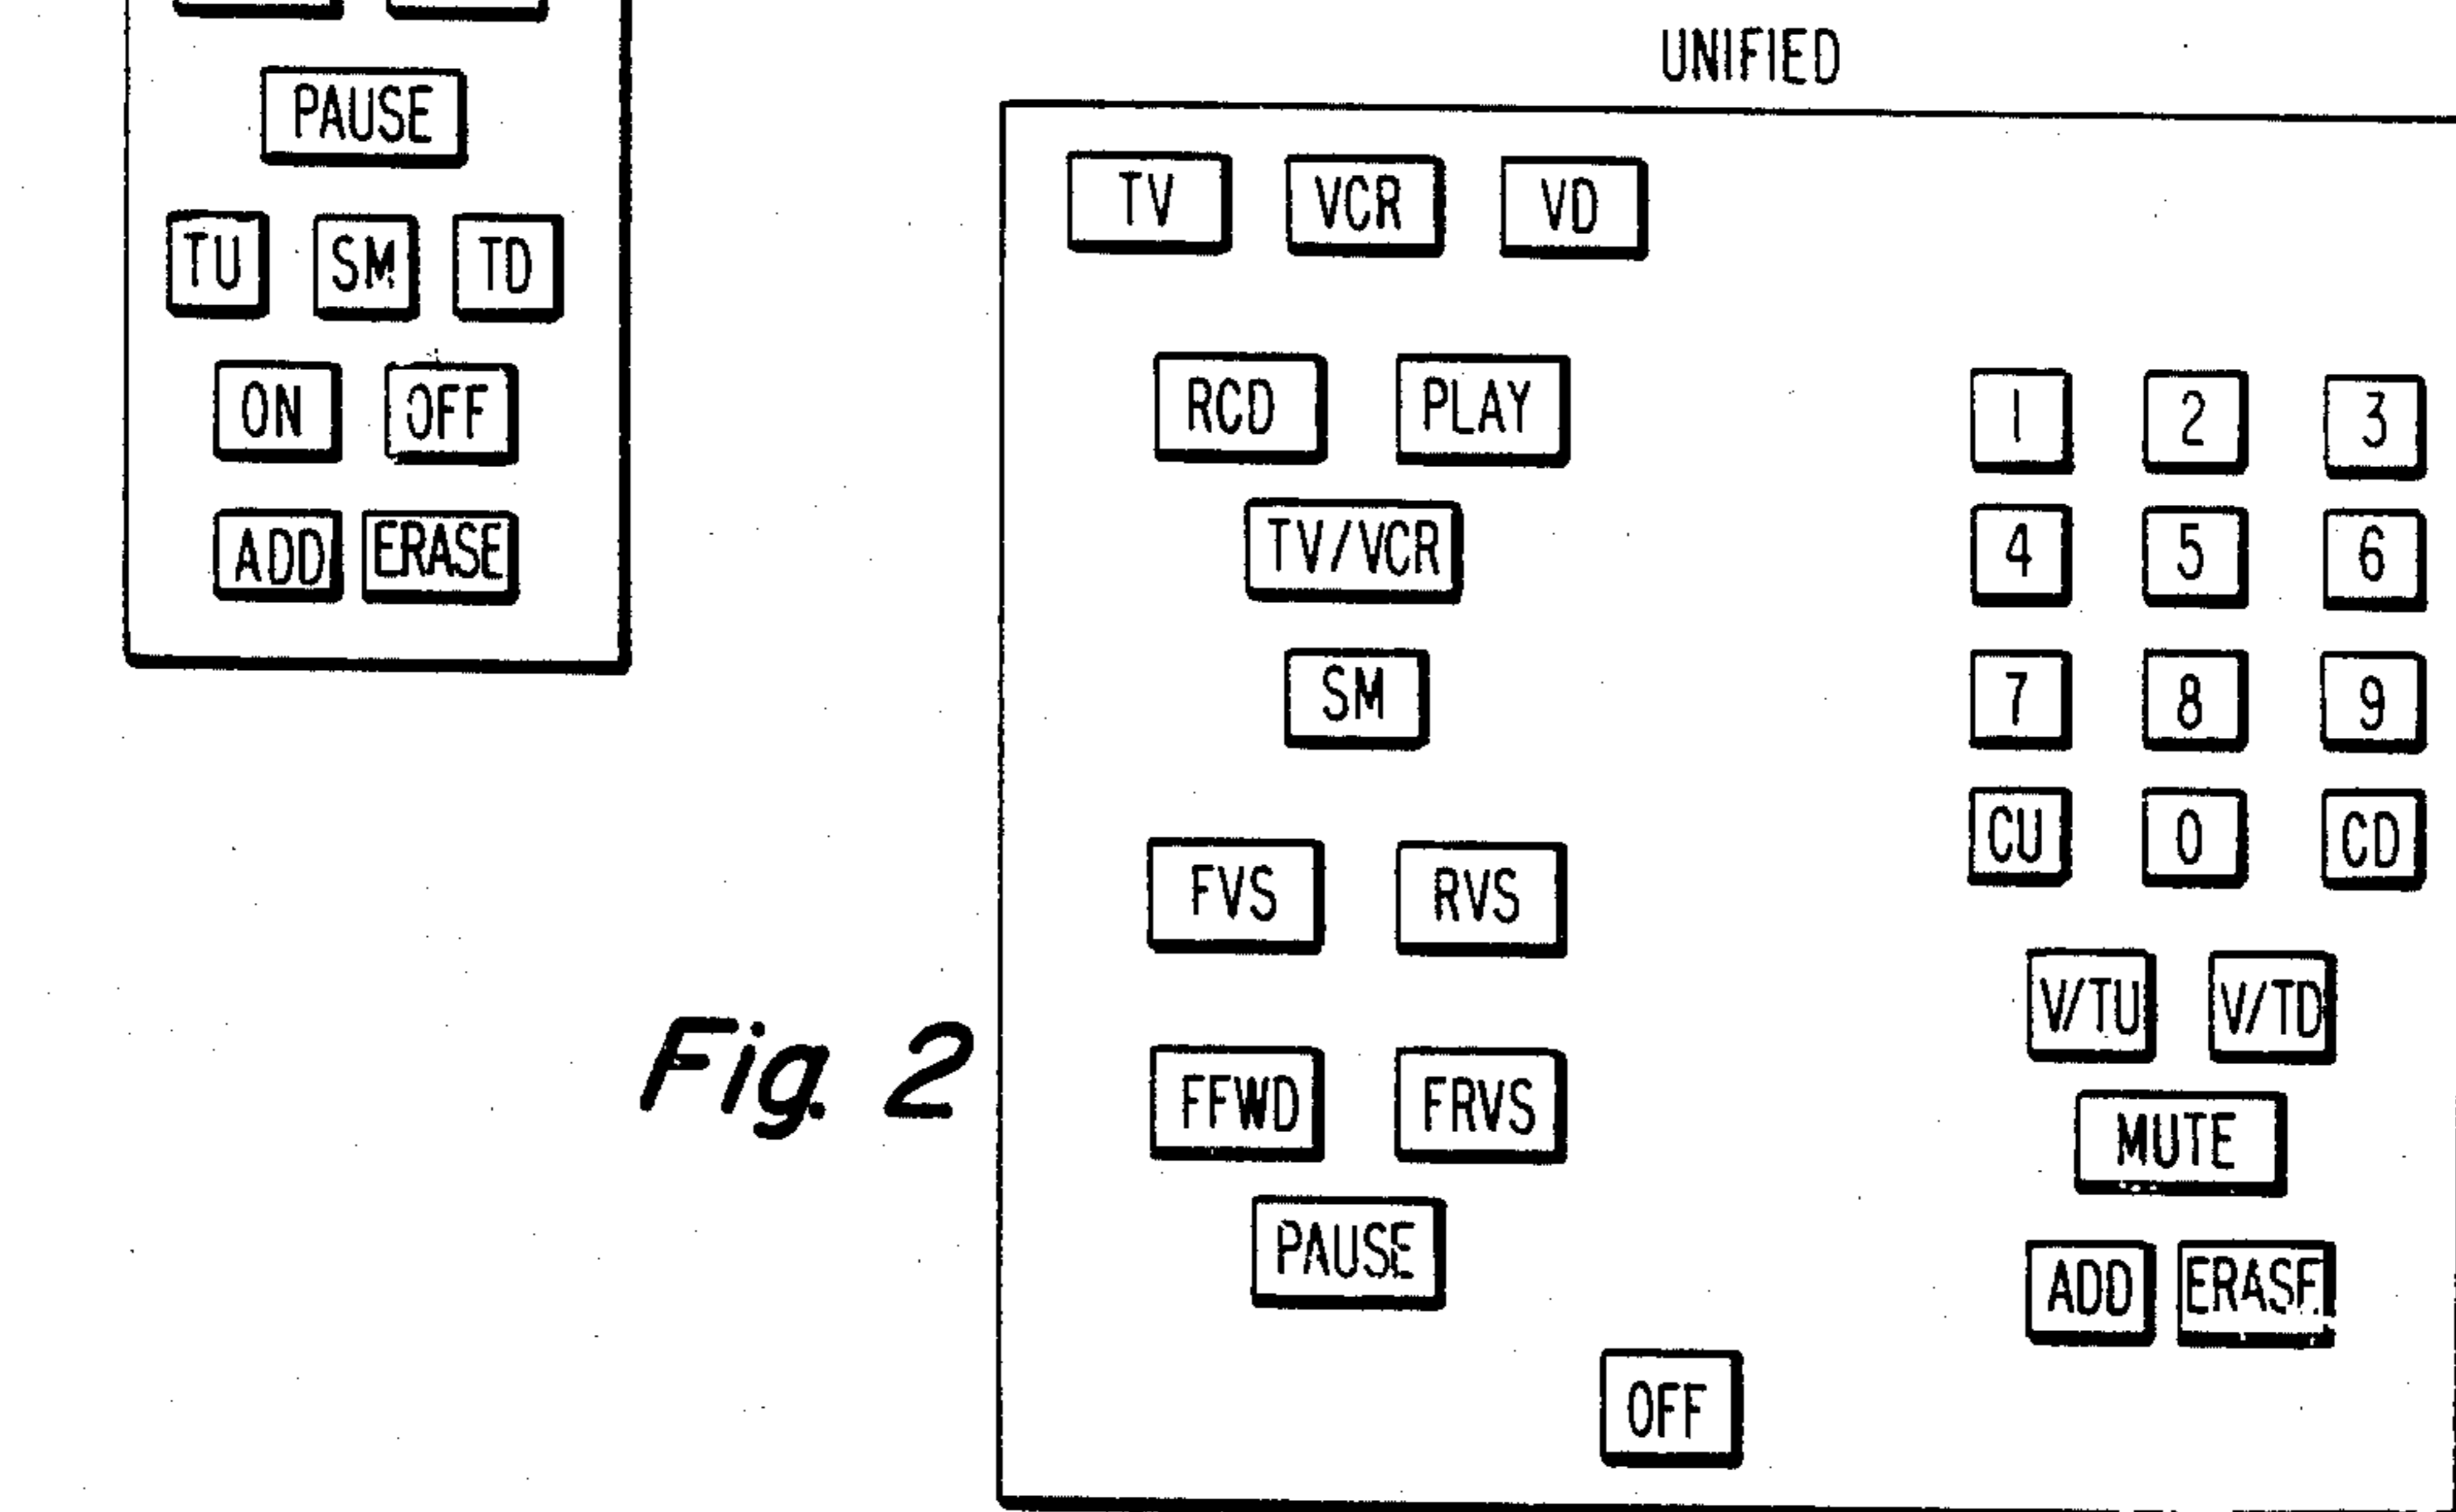 PAUSE
TU SM TD
ON OFF
ADD ERASE
UNIFIED
TV VCR VD
RCD PLAY
TV/VCR
SM
FVS RVS
FFWD FRVS
PAUSE
1 2 3
4 5 6
7 8 9
CU 0 CD
V/TU V/TD
MUTE
ADD ERASE
OFF
Fig. 2